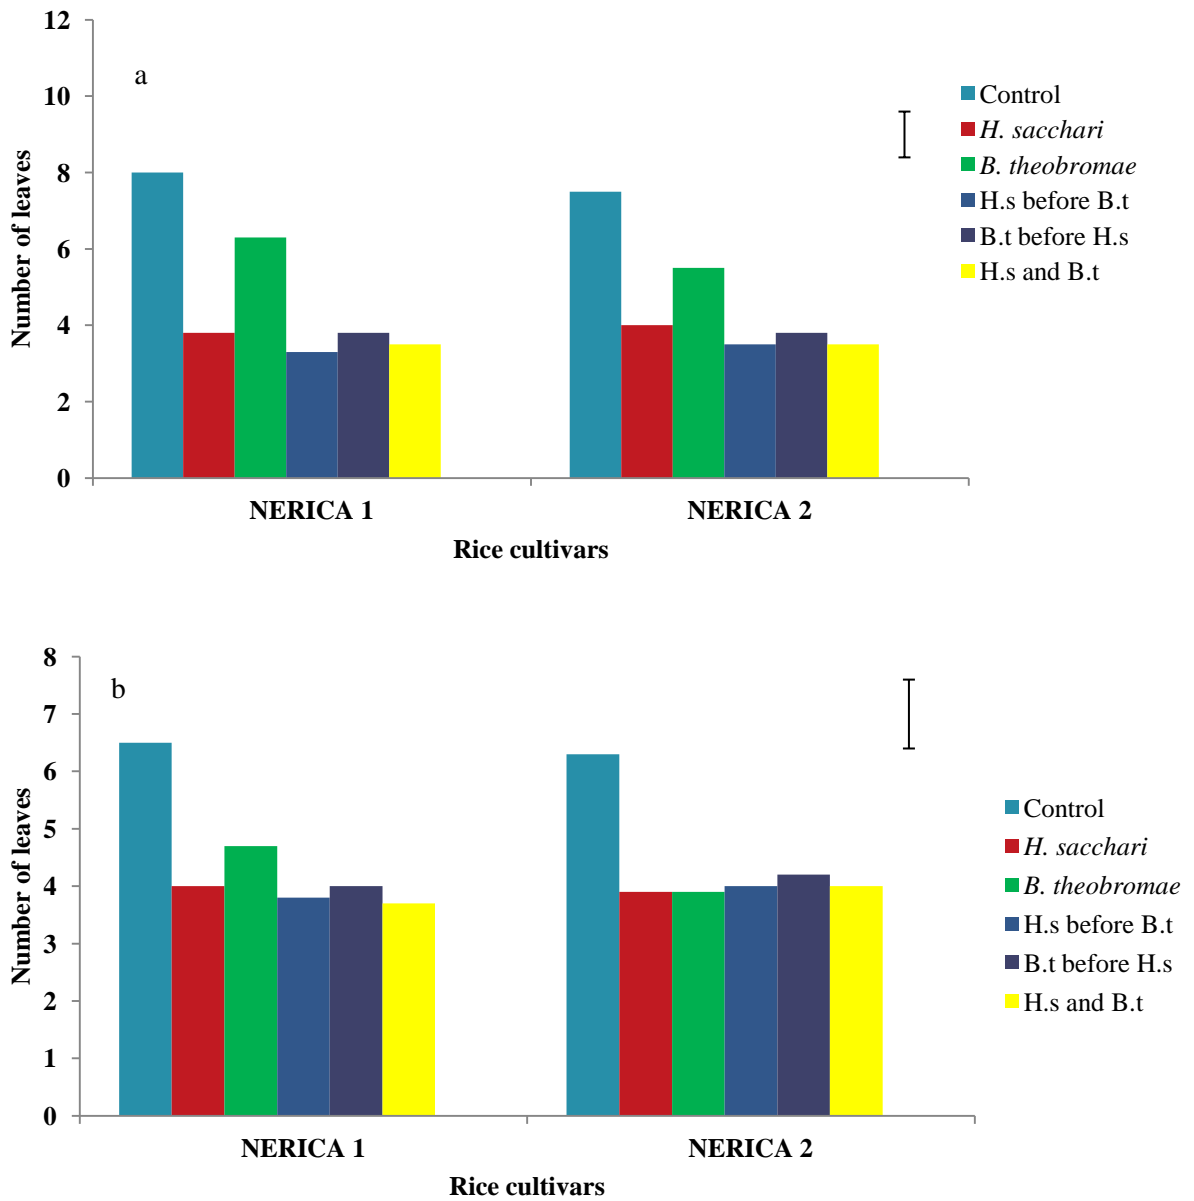 12
a
10
8
6
4
2
0
Number of leaves
NERICA 1
NERICA 2
Rice cultivars
Control
H. sacchari
B. theobromae
H.s before B.t
B.t before H.s
H.s and B.t
8
b
7
6
5
4
3
2
1
0
Number of leaves
NERICA 1
NERICA 2
Rice cultivars
Control
H. sacchari
B. theobromae
H.s before B.t
B.t before H.s
H.s and B.t